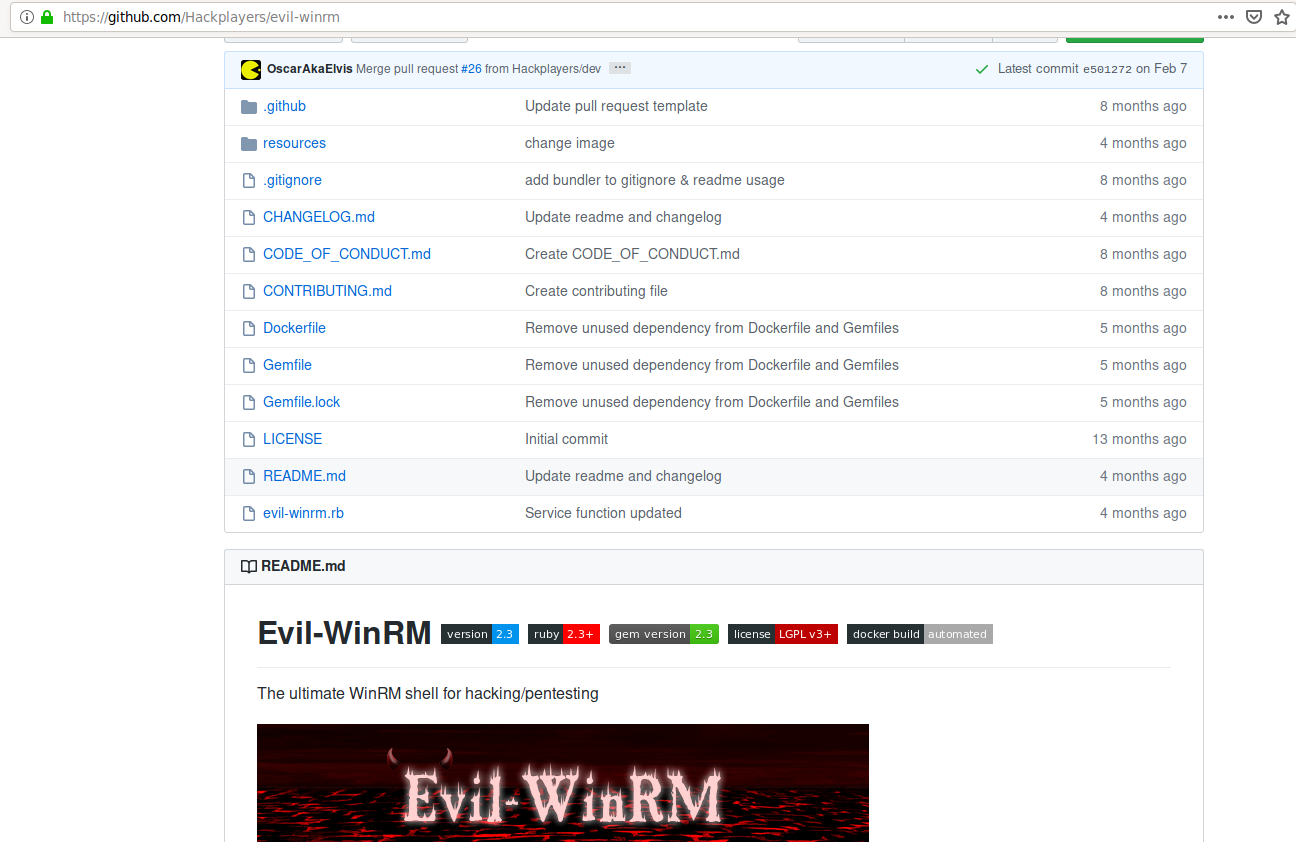 https://github.com/Hackplayers/evil-winrm
OscarAkaElvis Merge pull request #26 from Hackplayers/dev ··· Latest commit e501272 on Feb 7
.github Update pull request template 8 months ago
resources change image 4 months ago
.gitignore add bundler to gitignore & readme usage 8 months ago
CHANGELOG.md Update readme and changelog 4 months ago
CODE_OF_CONDUCT.md Create CODE_OF_CONDUCT.md 8 months ago
CONTRIBUTING.md Create contributing file 8 months ago
Dockerfile Remove unused dependency from Dockerfile and Gemfiles 5 months ago
Gemfile Remove unused dependency from Dockerfile and Gemfiles 5 months ago
Gemfile.lock Remove unused dependency from Dockerfile and Gemfiles 5 months ago
LICENSE Initial commit 13 months ago
README.md Update readme and changelog 4 months ago
evil-winrm.rb Service function updated 4 months ago
README.md
Evil-WinRM version 2.3 ruby 2.3+ gem version 2.3 license LGPL v3+ docker build automated
The ultimate WinRM shell for hacking/pentesting
Evil-WinRM